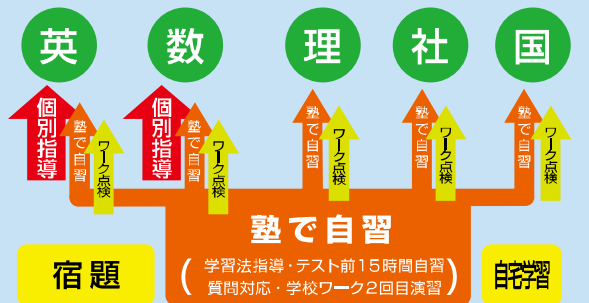 英 数 理 社 国
個別指導 塾で自習 ワーク点検 個別指導 塾で自習 ワーク点検 塾で自習 ワーク点検 塾で自習 ワーク点検 塾で自習 ワーク点検
塾で自習
宿題
(学習法指導・テスト前15時間自習
質問対応・学校ワーク2回目演習)
自宅学習